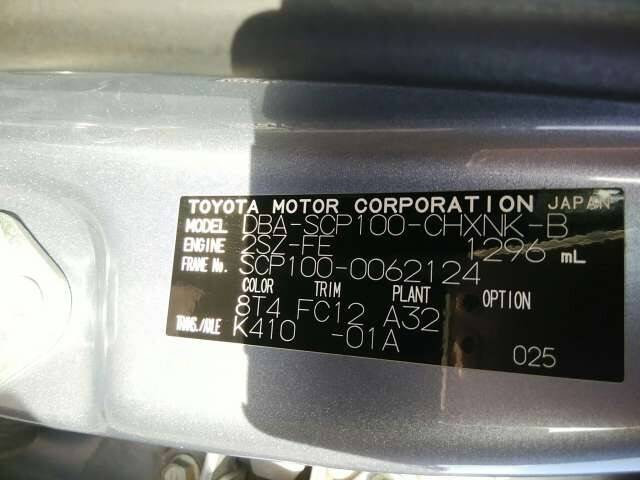 TOYOTA MOTOR CORPORATION JAPAN
MODEL DBA-SCP100-CHXNK-B
ENGINE 2SZ-FE 1296 mL
FRAME No. SCP100-0062124
COLOR TRIM PLANT OPTION
8T4 FC12 A32
TRANS./AXLE K410 -01A
025